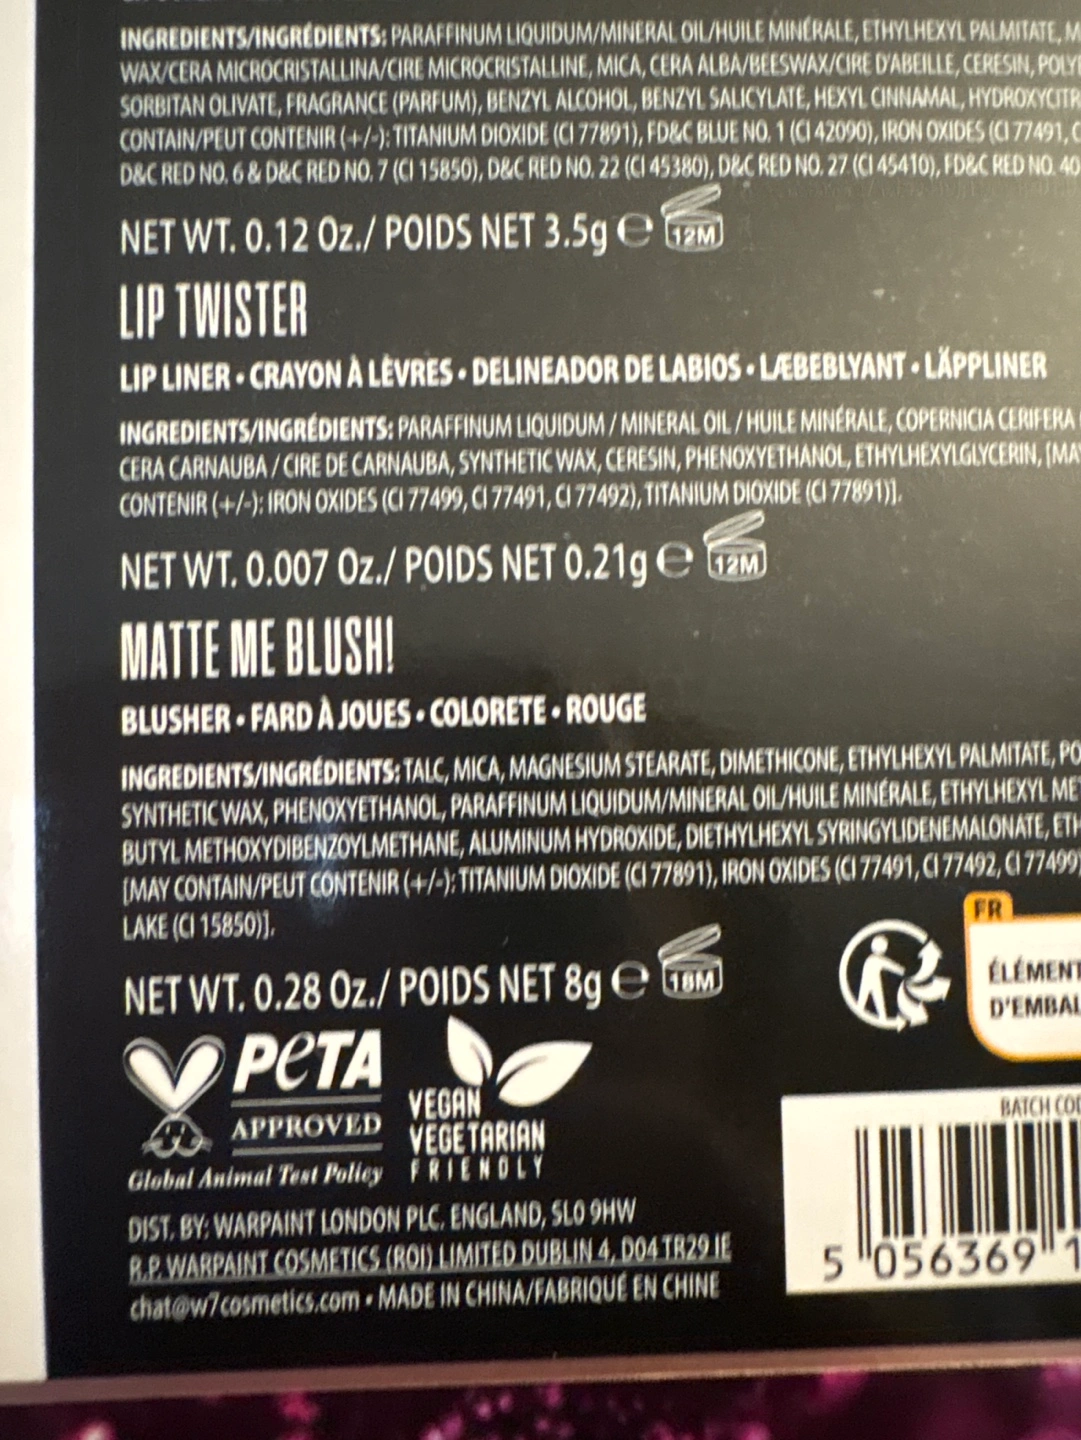 INGREDIENTS/INGRÉDIENTS: PARAFFINUM LIQUIDUM/MINERAL OIL/HUILE MINÉRALE, ETHYLHEXYL PALMITATE,
WAX/CERA MICROCRISTALLINA/CIRE MICROCRISTALLINE, MICA, CERA ALBA/BEESWAX/CIRE D'ABEILLE, CERESIN,
SORBITAN OLIVATE, FRAGRANCE (PARFUM), BENZYL ALCOHOL, BENZYL SALICYLATE, HEXYL CINNAMAL,
CONTAIN/PEUT CONTENIR (+/-): TITANIUM DIOXIDE (CI 77891), FD&C BLUE NO. 1 (CI 42090), IRON OXIDES (CI 77491,
D&C RED NO. 6 & D&C RED NO. 7 (CI 15850), D&C RED NO. 22 (CI 45380), D&C RED NO. 27 (CI 45410), FD&C RED NO. 40
NET WT. 0.12 Oz./ POIDS NET 3.5g e 12M
LIP TWISTER
LIP LINER • CRAYON À LÈVRES • DELINEADOR DE LABIOS • LÆBEBLYANT • LÄPPLINER
INGREDIENTS/INGRÉDIENTS: PARAFFINUM LIQUIDUM / MINERAL OIL / HUILE MINÉRALE, COPERNICIA CERIFERA
CERA CARNAUBA / CIRE DE CARNAUBA, SYNTHETIC WAX, CERESIN, PHENOXYETHANOL, ETHYLHEXYLGLYCERIN, [MAY
CONTENIR (+/-): IRON OXIDES (CI 77499, CI 77491, CI 77492), TITANIUM DIOXIDE (CI 77891)].
NET WT. 0.007 Oz./ POIDS NET 0.21g e 12M
MATTE ME BLUSH!
BLUSHER • FARD À JOUES • COLORETE • ROUGE
INGREDIENTS/INGRÉDIENTS: TALC, MICA, MAGNESIUM STEARATE, DIMETHICONE, ETHYLHEXYL PALMITATE,
SYNTHETIC WAX, PHENOXYETHANOL, PARAFFINUM LIQUIDUM/MINERAL OIL/HUILE MINÉRALE, ETHYLHEXYL
BUTYL METHOXYDIBENZOYLMETHANE, ALUMINUM HYDROXIDE, DIETHYLHEXYL SYRINGYLIDENEMALONATE,
[MAY CONTAIN/PEUT CONTENIR (+/-): TITANIUM DIOXIDE (CI 77891), IRON OXIDES (CI 77491, CI 77492, CI 77499)
LAKE (CI 15850)].
NET WT. 0.28 Oz./ POIDS NET 8g e 18M
FR
ÉLÉMENT
D'EMBAL
PETA
APPROVED
Global Animal Test Policy
VEGAN
VEGETARIAN
FRIENDLY
BATCH COD
5 056369 1
DIST. BY: WARPAINT LONDON PLC. ENGLAND, SL0 9HW
R.P. WARPAINT COSMETICS (ROI) LIMITED DUBLIN 4, D04 TR29 IE
chat@w7cosmetics.com • MADE IN CHINA/FABRIQUÉ EN CHINE